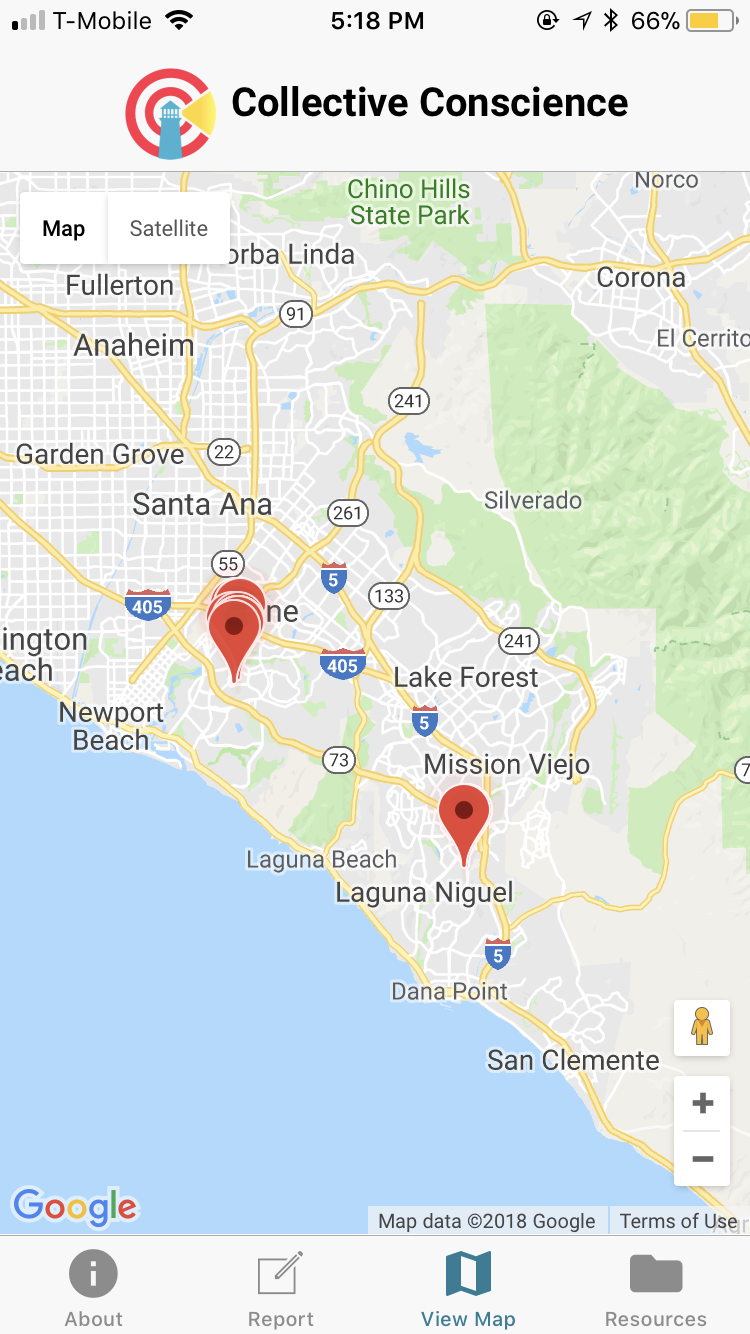 T-Mobile 5:18 PM 66%
Collective Conscience
Norco
Chino Hills
State Park
Map Satellite
orba Linda
Corona
Fullerton
91
El Cerrito
Anaheim
241
Garden Grove 22
Silverado
Santa Ana
261
55
5
133
405
ne
ington
each
241
405
Lake Forest
Newport
Beach
5
73
Mission Viejo
7
Laguna Beach
Laguna Niguel
5
Dana Point
San Clemente
+
−
Google
Map data ©2018 Google Terms of Use
About Report View Map Resources